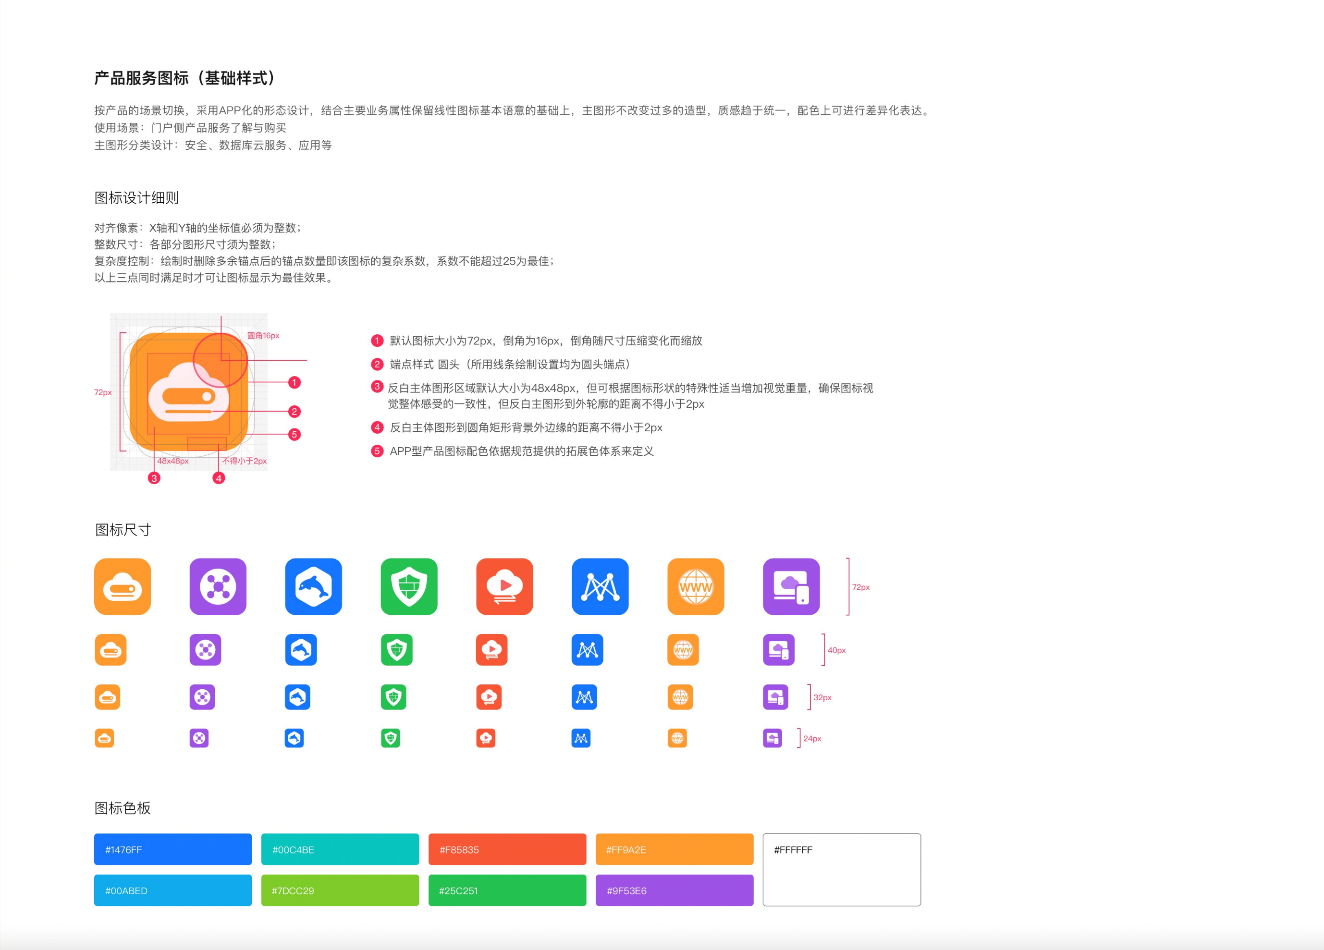 产品服务图标（基础样式）
按产品的场景切换，采用APP化的形态设计，结合主要业务属性保留线性图标基本语意的基础上，主图形不改变过多的造型，质感趋于统一，配色上可进行差异化表达。
使用场景：门户侧产品服务了解与购买
主图形分类设计：安全、数据库云服务、应用等
图标设计细则
对齐像素：X轴和Y轴的坐标值必须为整数；
整数尺寸：各部分图形尺寸须为整数；
复杂度控制：绘制时删除多余锚点后的锚点数量即该图标的复杂系数，系数不能超过25为最佳；
以上三点同时满足时才可让图标显示为最佳效果。
圆角16px
72px
1
2
5
48x48px
不得小于2px
3
4
1 默认图标大小为72px，倒角为16px，倒角随尺寸压缩变化而缩放
2 端点样式 圆头（所用线条绘制设置均为圆头端点）
3 反白主体图形区域默认大小为48x48px，但可根据图标形状的特殊性适当增加视觉重量，确保图标视
觉整体感受的一致性，但反白主图形到外轮廓的距离不得小于2px
4 反白主体图形到圆角矩形背景外边缘的距离不得小于2px
5 APP型产品图标配色依据规范提供的拓展色体系来定义
图标尺寸
WWW
72px
WWW
40px
32px
24px
图标色板
#1476FF
#00C4BE
#F85835
#FF9A2E
#FFFFFF
#00ABED
#7DCC29
#25C251
#9F53E6